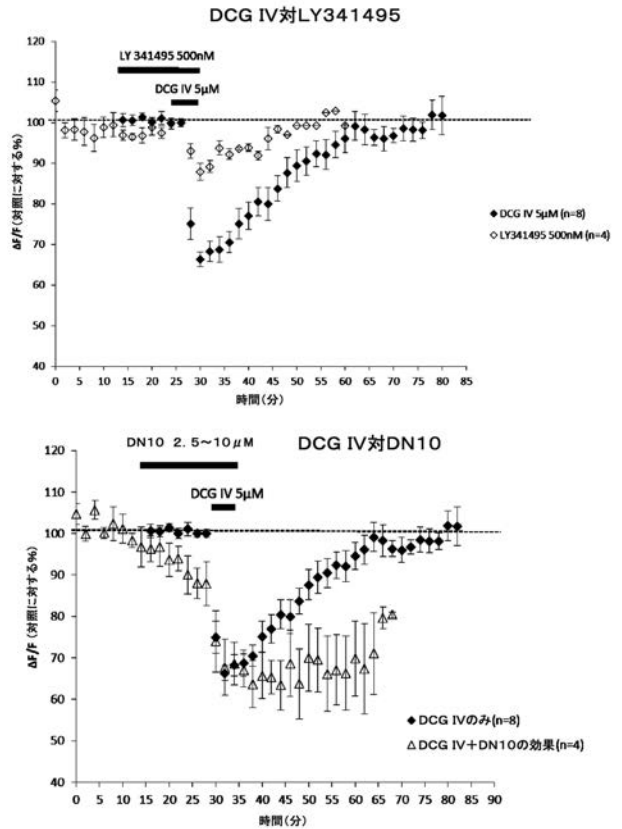 DCG IV対LY341495
120
110
100
90
80
70
60
50
40
ΔF/F (対照に対する%)
LY 341495 500nM
DCG IV 5μM
◆ DCG IV 5μM (n=8)
◇ LY341495 500nM (n=4)
0 5 10 15 20 25 30 35 40 45 50 55 60 65 70 75 80 85
時間(分)
DCG IV対DN10
DN10 2.5~10μM
DCG IV 5μM
120
110
100
90
80
70
60
50
40
ΔF/F (対照に対する%)
◆ DCG IVのみ(n=8)
△ DCG IV+DN10の効果(n=4)
0 5 10 15 20 25 30 35 40 45 50 55 60 65 70 75 80 85 90
時間(分)